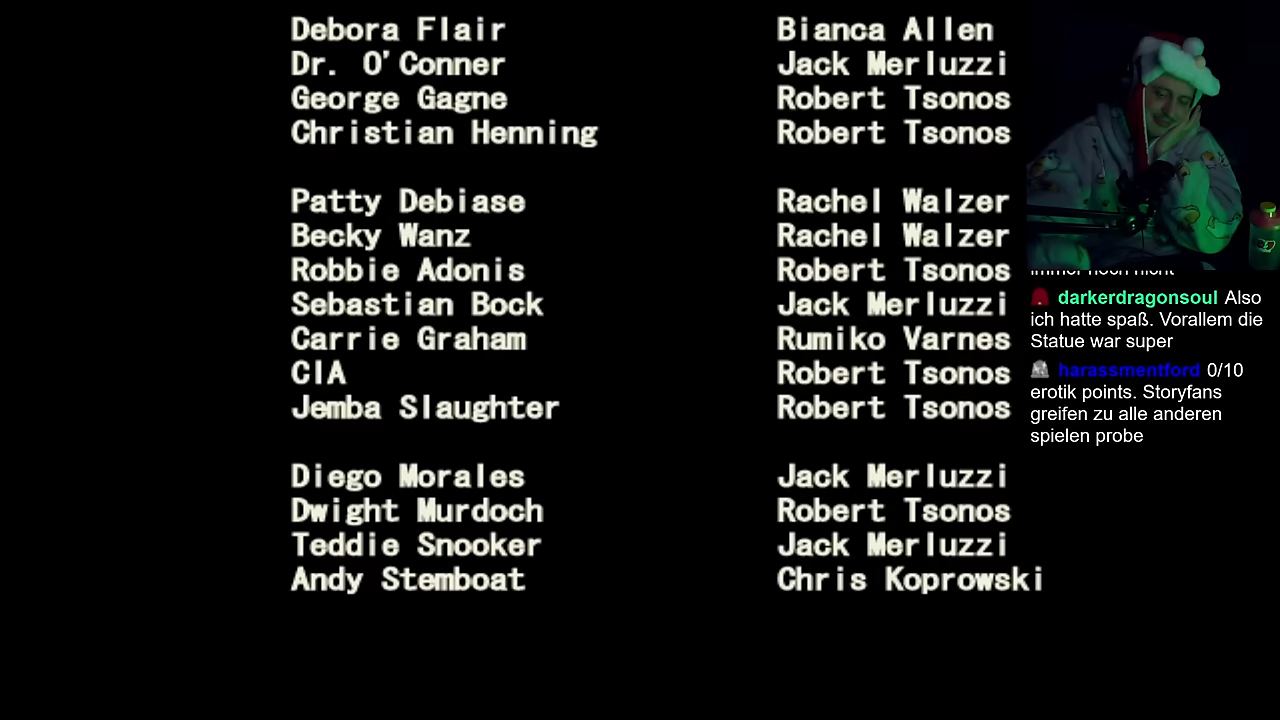 Debora Flair Bianca Allen
Dr. O'Conner Jack Merluzzi
George Gagne Robert Tsonos
Christian Henning Robert Tsonos
Patty Debiase Rachel Walzer
Becky Wanz Rachel Walzer
Robbie Adonis Robert Tsonos
Sebastian Bock Jack Merluzzi
Carrie Graham Rumiko Varnes
CIA Robert Tsonos
Jemba Slaughter Robert Tsonos
Diego Morales Jack Merluzzi
Dwight Murdoch Robert Tsonos
Teddie Snooker Jack Merluzzi
Andy Stemboat Chris Koprowski
immer noch nicht
darkerdragonsoul Also
ich hatte spaß. Vorallem die
Statue war super
harassmentford 0/10
erotik points. Storyfans
greifen zu alle anderen
spielen probe